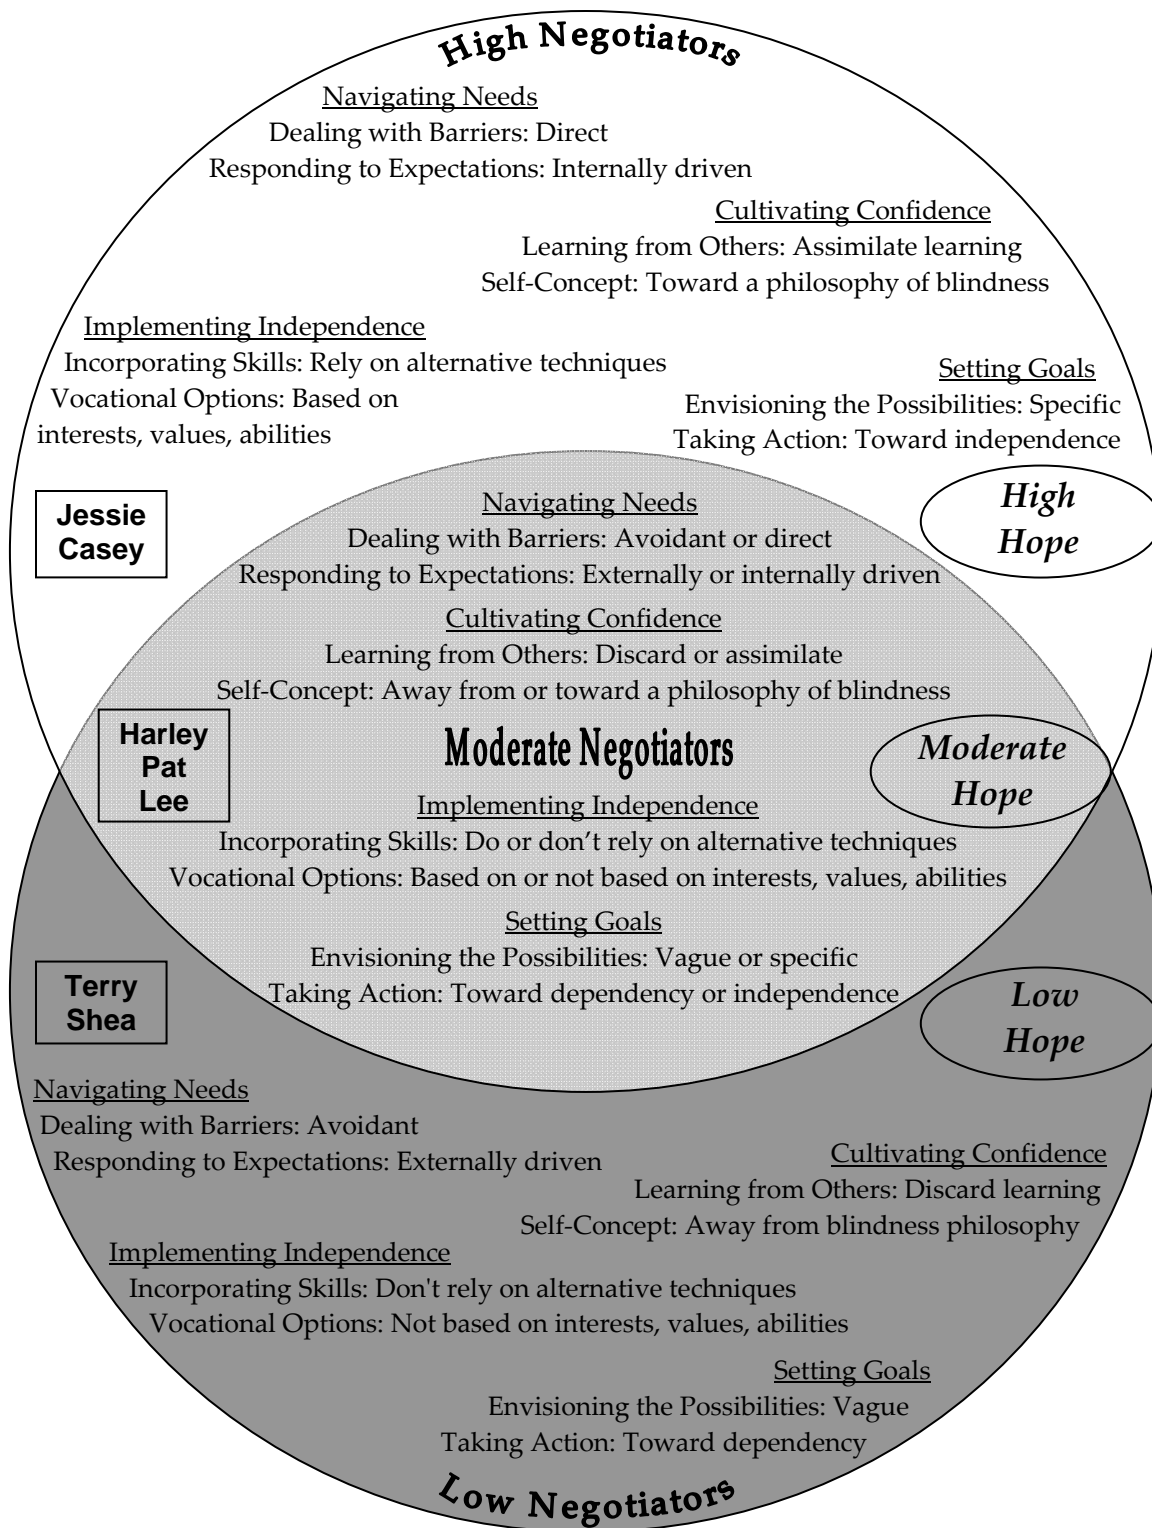 High Negotiators
Navigating Needs
Dealing with Barriers: Direct
Responding to Expectations: Internally driven
Cultivating Confidence
Learning from Others: Assimilate learning
Self-Concept: Toward a philosophy of blindness
Implementing Independence
Incorporating Skills: Rely on alternative techniques
Vocational Options: Based on
interests, values, abilities
Setting Goals
Envisioning the Possibilities: Specific
Taking Action: Toward independence
Jessie
Casey
High
Hope
Navigating Needs
Dealing with Barriers: Avoidant or direct
Responding to Expectations: Externally or internally driven
Cultivating Confidence
Learning from Others: Discard or assimilate
Self-Concept: Away from or toward a philosophy of blindness
Harley
Pat
Lee
Moderate Negotiators
Moderate
Hope
Implementing Independence
Incorporating Skills: Do or don’t rely on alternative techniques
Vocational Options: Based on or not based on interests, values, abilities
Setting Goals
Envisioning the Possibilities: Vague or specific
Taking Action: Toward dependency or independence
Terry
Shea
Low
Hope
Navigating Needs
Dealing with Barriers: Avoidant
Responding to Expectations: Externally driven
Cultivating Confidence
Learning from Others: Discard learning
Self-Concept: Away from blindness philosophy
Implementing Independence
Incorporating Skills: Don't rely on alternative techniques
Vocational Options: Not based on interests, values, abilities
Setting Goals
Envisioning the Possibilities: Vague
Taking Action: Toward dependency
Low Negotiators